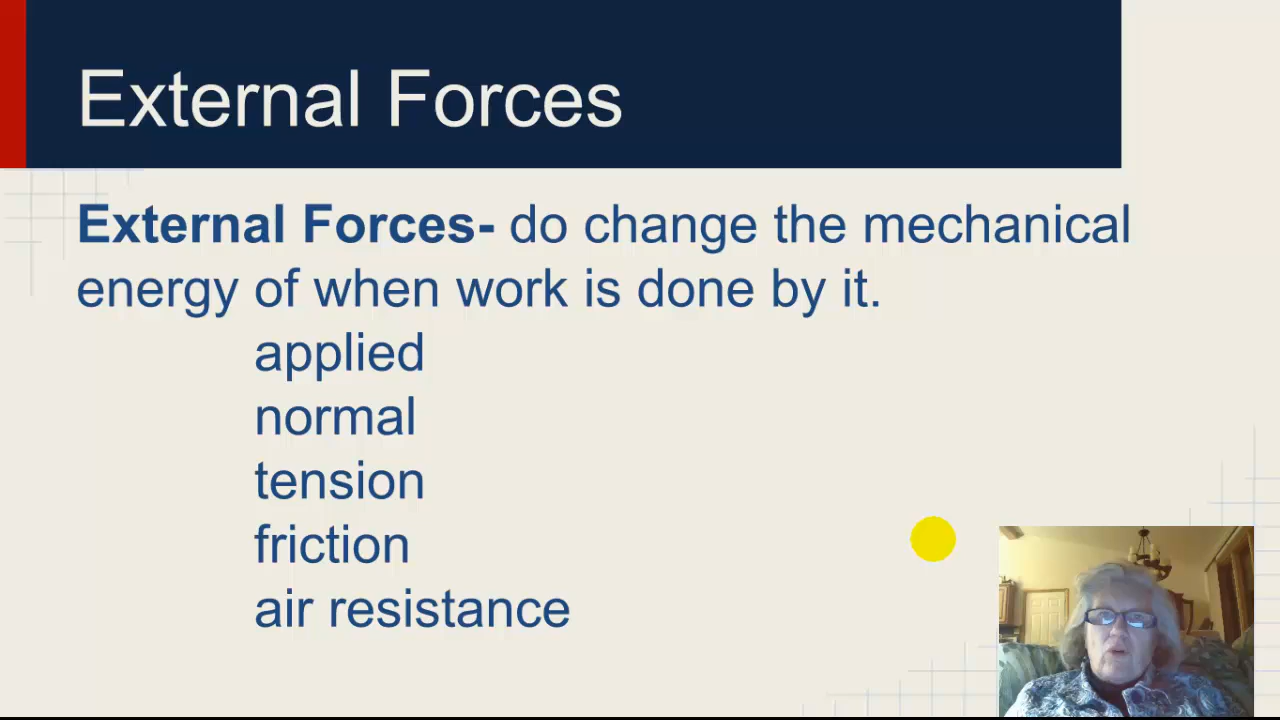 External Forces
External Forces- do change the mechanical
energy of when work is done by it.
applied
normal
tension
friction
air resistance